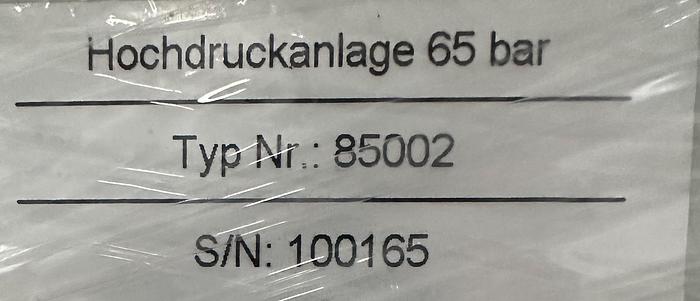 Hochdruckanlage 65 bar
Typ Nr.: 85002
S/N: 100165